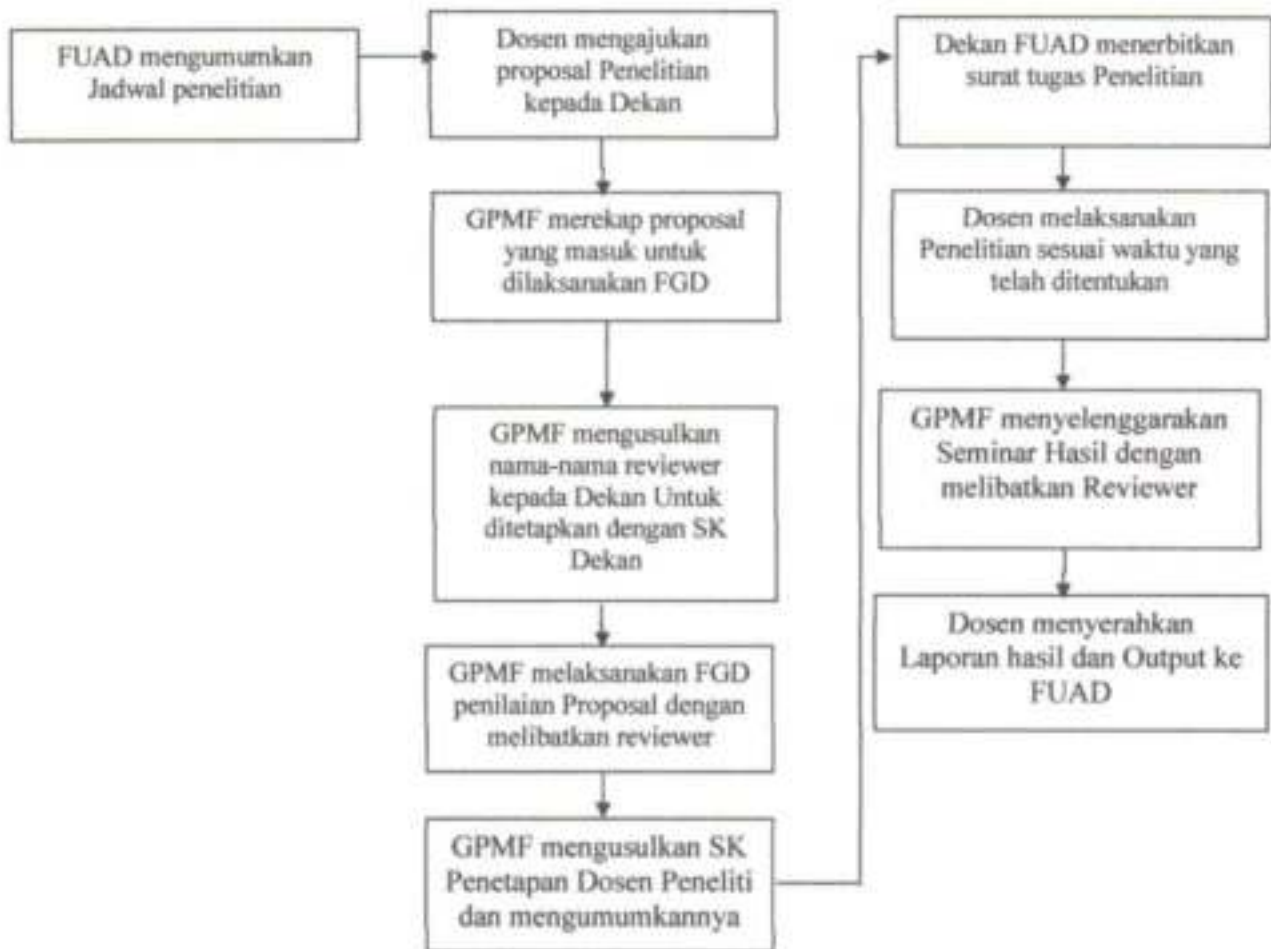 FUAD mengumumkan
Jadwal penelitian
Dosen mengajukan
proposal Penelitian
kepada Dekan
GPMF merekap proposal
yang masuk untuk
dilaksanakan FGD
GPMF mengusulkan
nama-nama reviewer
kepada Dekan Untuk
ditetapkan dengan SK
Dekan
GPMF melaksanakan FGD
penilaian Proposal dengan
melibatkan reviewer
GPMF mengusulkan SK
Penetapan Dosen Peneliti
dan mengumumkannya
Dekan FUAD menerbitkan
surat tugas Penelitian
Dosen melaksanakan
Penelitian sesuai waktu yang
telah ditentukan
GPMF menyelenggarakan
Seminar Hasil dengan
melibatkan Reviewer
Dosen menyerahkan
Laporan hasil dan Output ke
FUAD